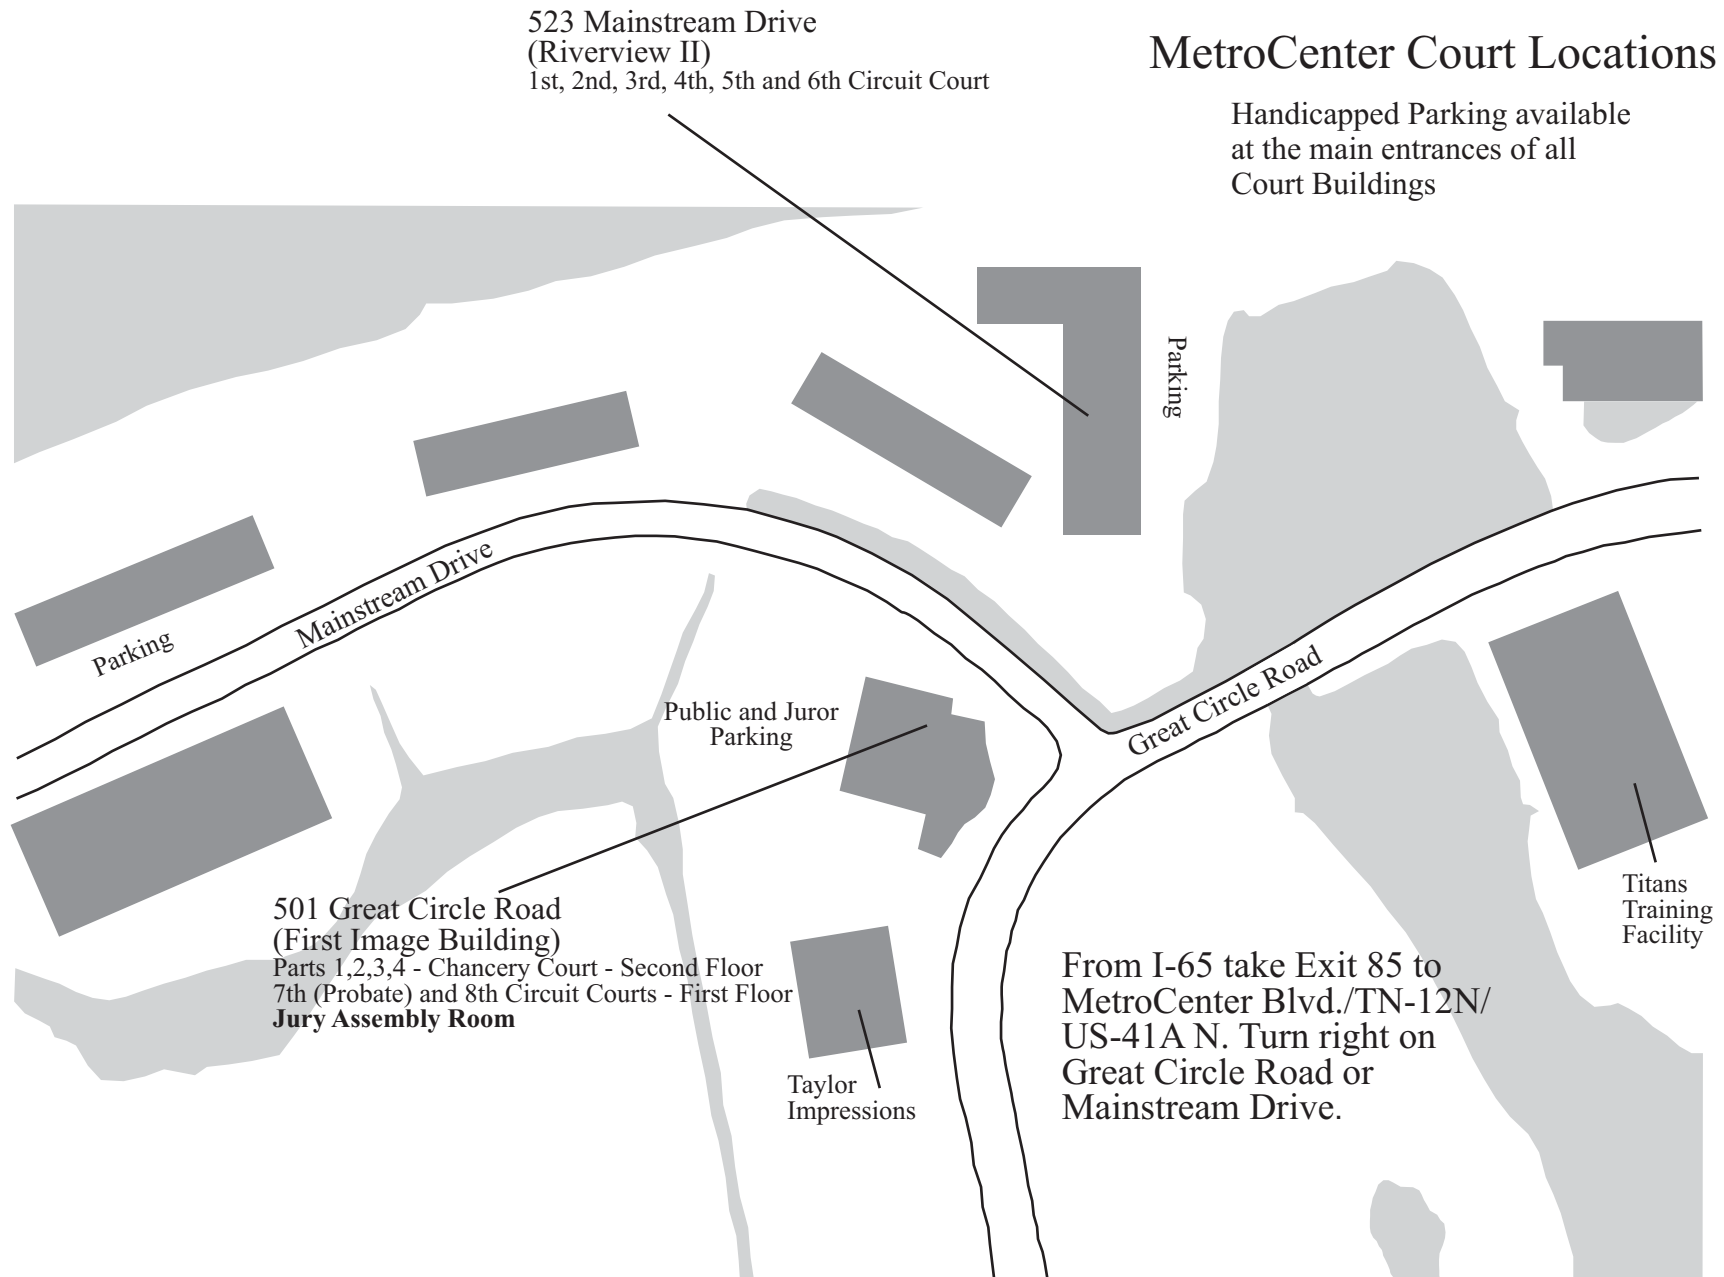 523 Mainstream Drive
(Riverview II)
1st, 2nd, 3rd, 4th, 5th and 6th Circuit Court
MetroCenter Court Locations
Handicapped Parking available
at the main entrances of all
Court Buildings
Parking
Mainstream Drive
Parking
Great Circle Road
Public and Juror
Parking
501 Great Circle Road
(First Image Building)
Parts 1,2,3,4 - Chancery Court - Second Floor
7th (Probate) and 8th Circuit Courts - First Floor
Jury Assembly Room
Titans
Training
Facility
From I-65 take Exit 85 to
MetroCenter Blvd./TN-12N/
US-41A N. Turn right on
Great Circle Road or
Mainstream Drive.
Taylor
Impressions